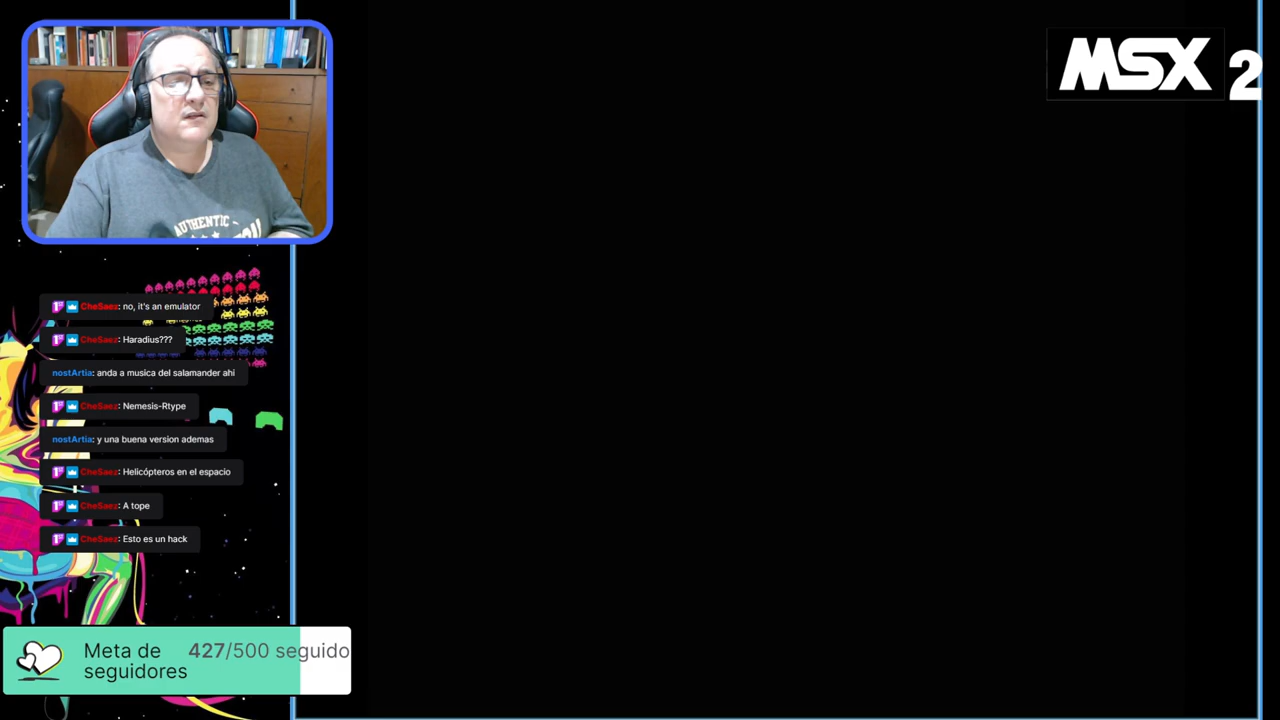 MSX 2
AUTHENTIC
CheSaez: no, it's an emulator
CheSaez: Haradius???
nostArtia: anda a musica del salamander ahi
CheSaez: Nemesis-Rtype
nostArtia: y una buena version ademas
CheSaez: Helicópteros en el espacio
CheSaez: A tope
CheSaez: Esto es un hack
Meta de
seguidores
427/500 seguido